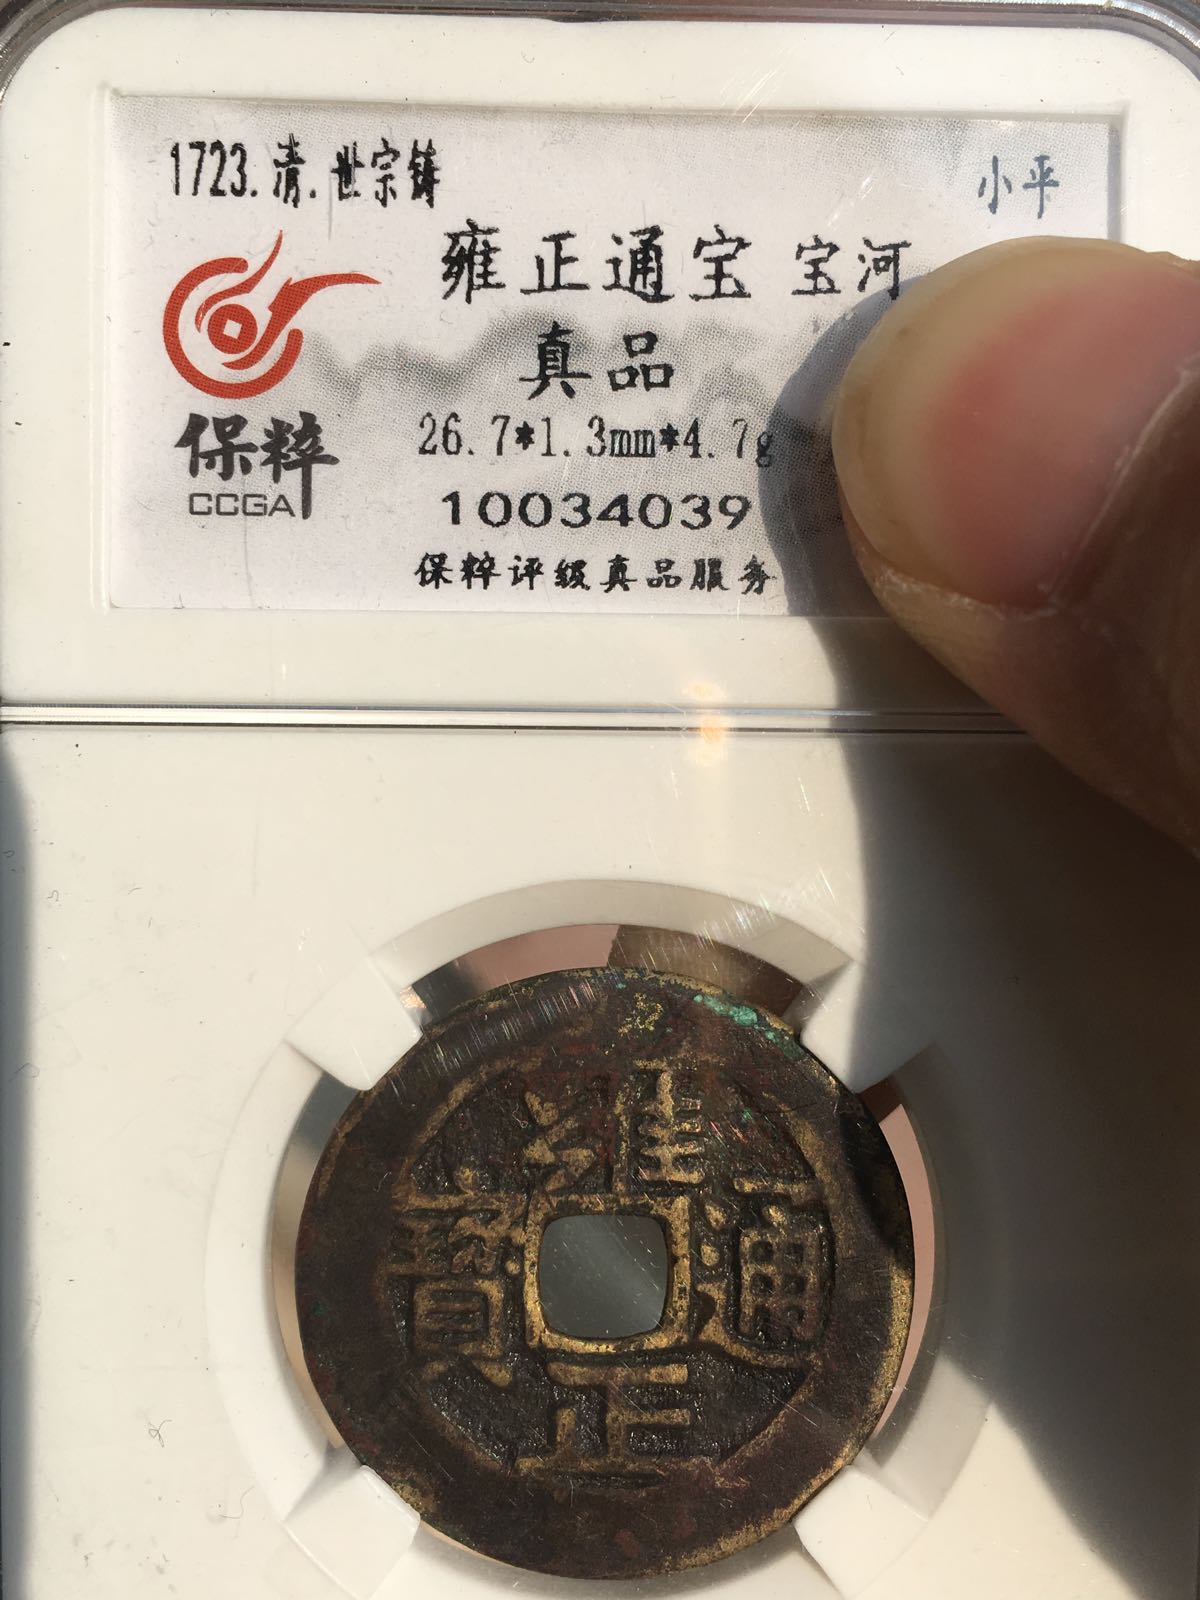 1723.清.世宗铸
小平
雍正通宝 宝河
真品
26.7*1.3mm*4.7g
10034039
保粹评级真品服务
保粹
CCGA
雍正通寶